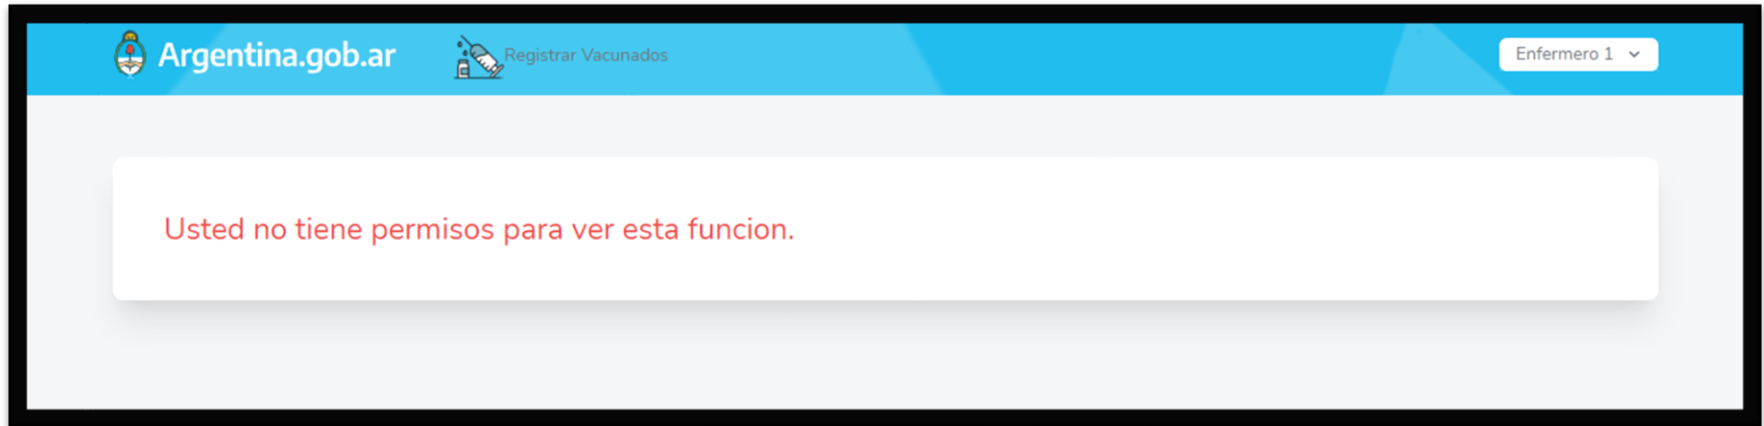 Argentina.gob.ar
Registrar Vacunados
Enfermero 1
Usted no tiene permisos para ver esta funcion.